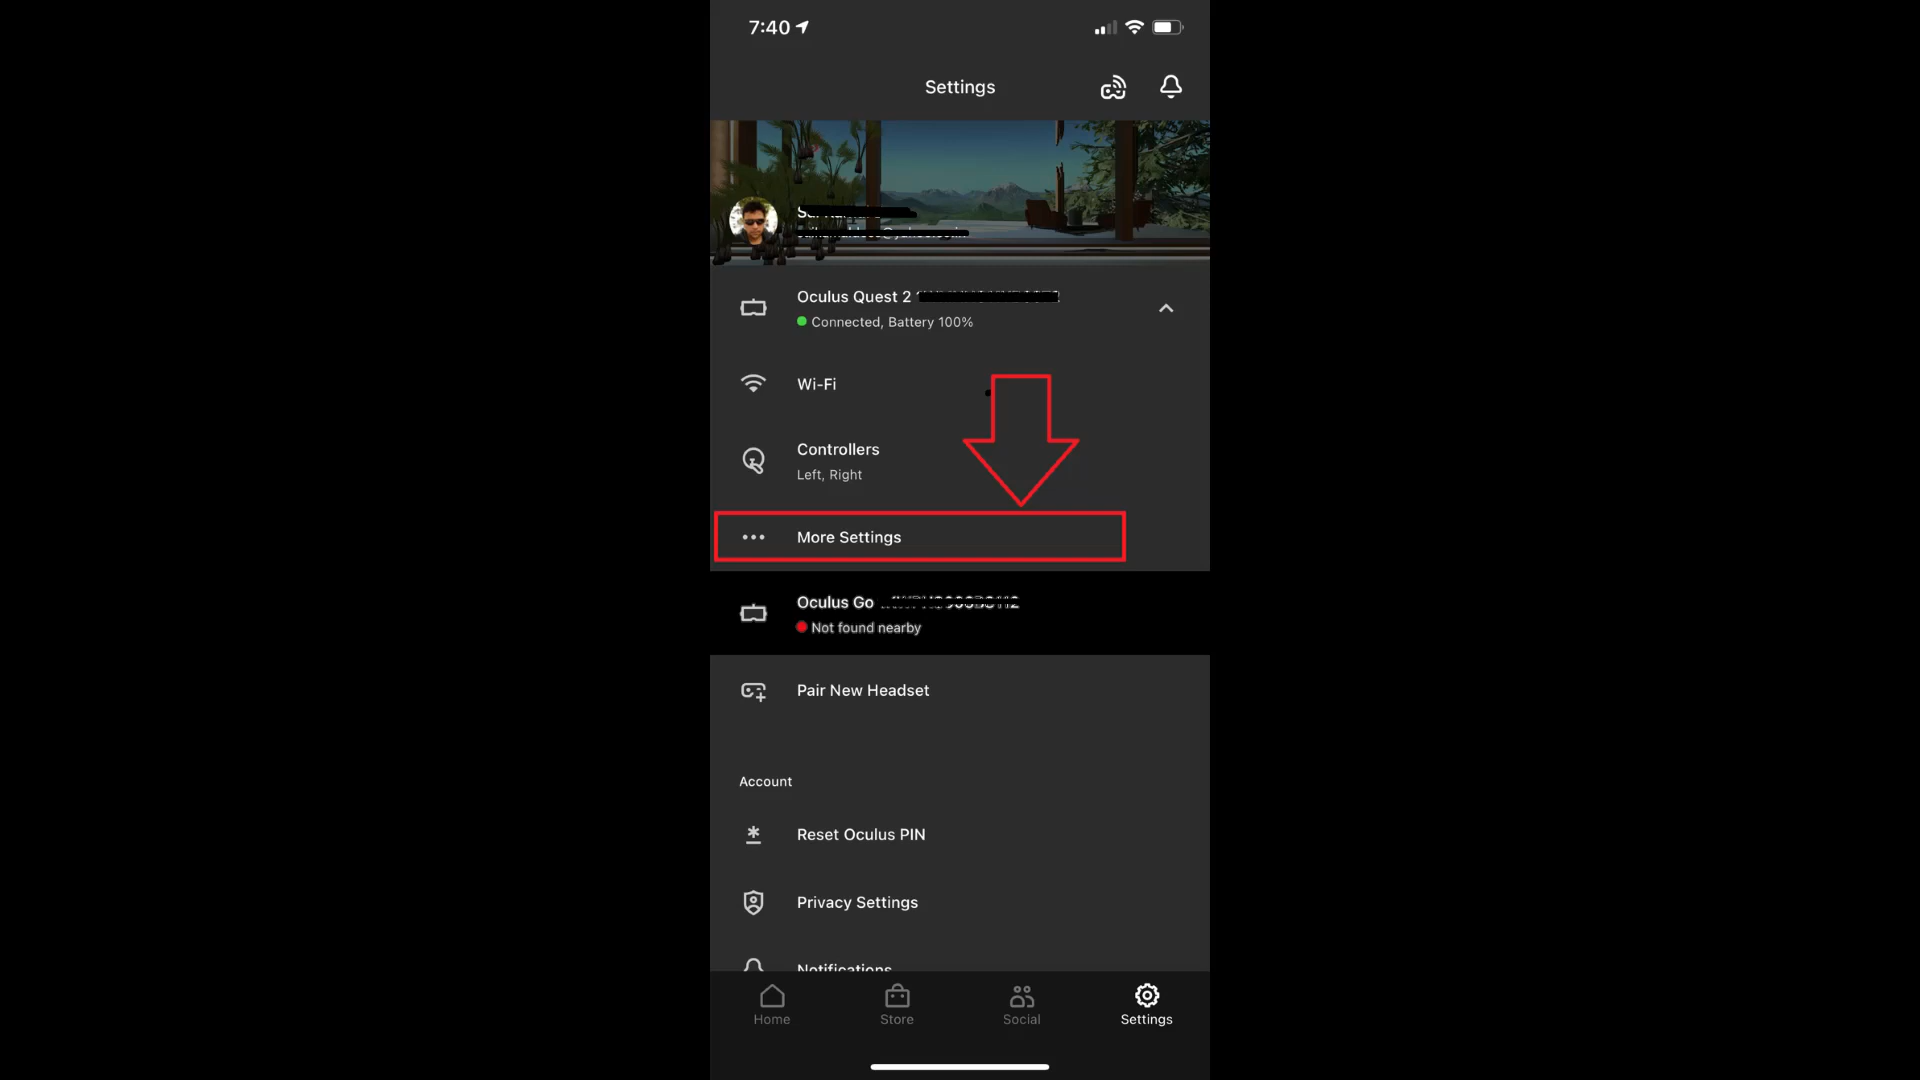 7:40
Settings
Oculus Quest 2
Connected, Battery 100%
Wi-Fi
Controllers
Left, Right
More Settings
Oculus Go
Not found nearby
Pair New Headset
Account
Reset Oculus PIN
Privacy Settings
Notifications
Home
Store
Social
Settings